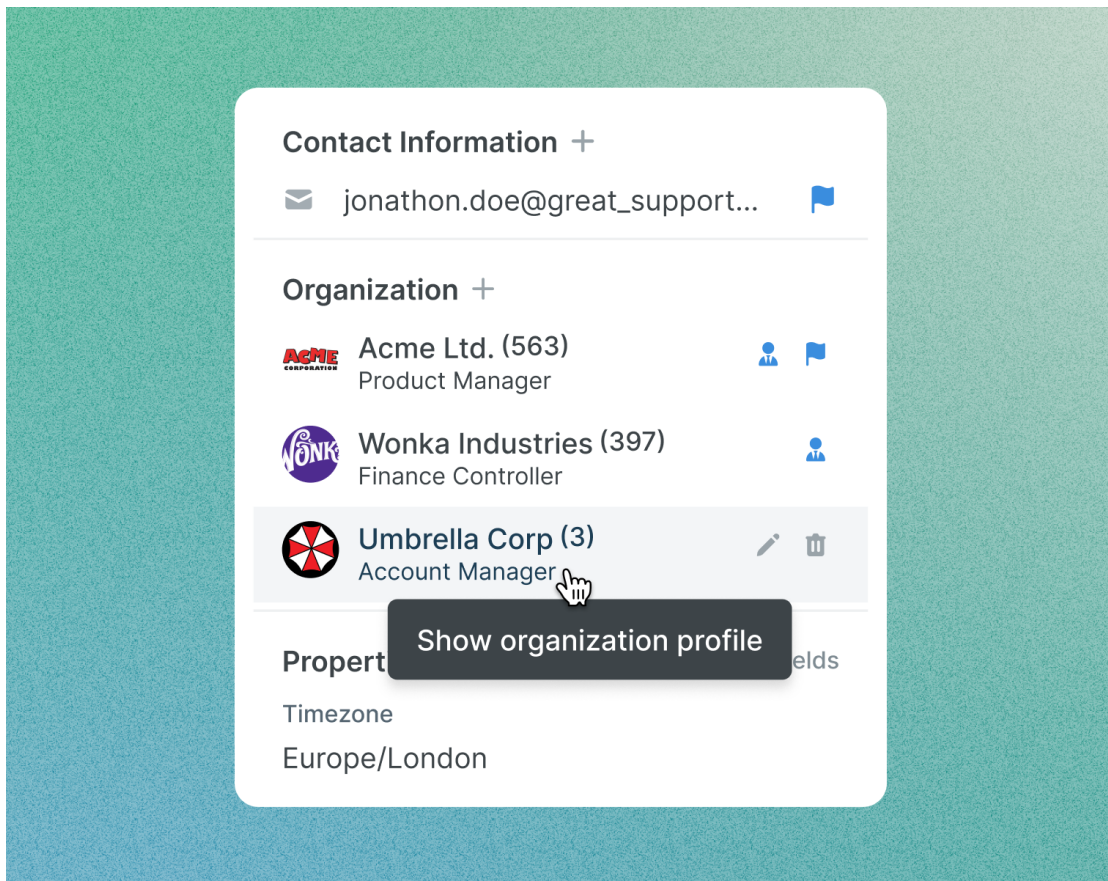 Contact Information
jonathon.doe@great_support...
Organization
ACME
CORPORATION
Acme Ltd. (563)
Product Manager
WONK
Wonka Industries (397)
Finance Controller
Umbrella Corp (3)
Account Manager
Show organization profile
Propert
elds
Timezone
Europe/London